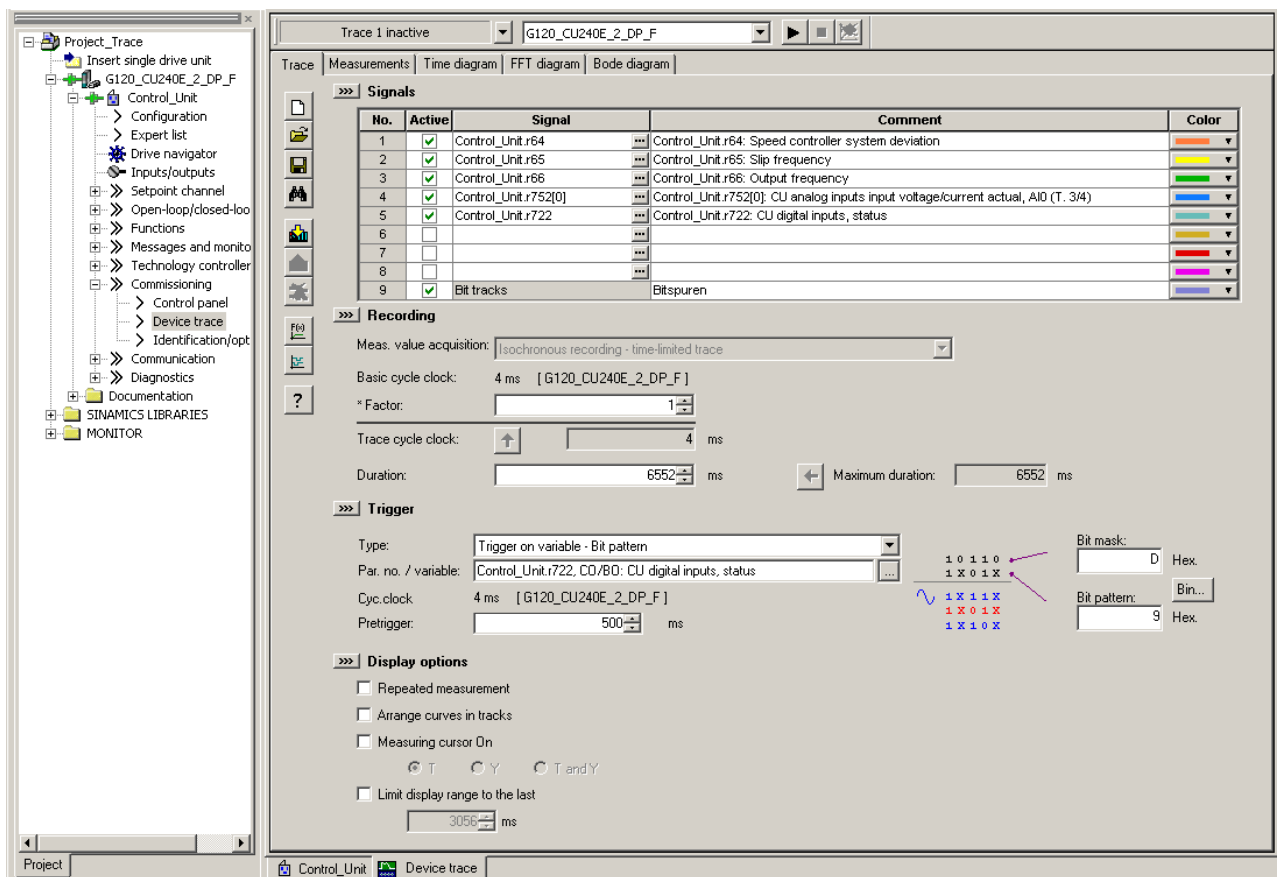 Project_Trace
Insert single drive unit
G120_CU240E_2_DP_F
Control_Unit
Configuration
Expert list
Drive navigator
Inputs/outputs
Setpoint channel
Open-loop/closed-loo
Functions
Messages and monito
Technology controller
Commissioning
Control panel
Device trace
Identification/opt
Communication
Diagnostics
Documentation
SINAMICS LIBRARIES
MONITOR
Project
Trace 1 inactive G120_CU240E_2_DP_F
Trace Measurements Time diagram FFT diagram Bode diagram
>>> Signals
No. Active Signal Comment Color
1 Control_Unit.r64 ... Control_Unit.r64: Speed controller system deviation
2 Control_Unit.r65 ... Control_Unit.r65: Slip frequency
3 Control_Unit.r66 ... Control_Unit.r66: Output frequency
4 Control_Unit.r752[0] ... Control_Unit.r752[0]: CU analog inputs input voltage/current actual, AI0 (T. 3/4)
5 Control_Unit.r722 ... Control_Unit.r722: CU digital inputs, status
6 ...
7 ...
8 ...
9 Bit tracks Bitspuren
F(x)
?
>>> Recording
Meas. value acquisition: Isochronous recording - time-limited trace
Basic cycle clock: 4 ms [ G120_CU240E_2_DP_F ]
* Factor: 1
Trace cycle clock: 4 ms
Duration: 6552 ms Maximum duration: 6552 ms
>>> Trigger
Type: Trigger on variable - Bit pattern
Par. no. / variable: Control_Unit.r722, CO/BO: CU digital inputs, status ...
Cyc.clock 4 ms [ G120_CU240E_2_DP_F ]
Pretrigger: 500 ms
1 0 1 1 0
1 X 0 1 X
1 X 1 1 X
1 X 0 1 X
1 X 1 0 X
Bit mask:
D Hex.
Bin...
Bit pattern:
9 Hex.
>>> Display options
Repeated measurement
Arrange curves in tracks
Measuring cursor On
T Y T and Y
Limit display range to the last
3056 ms
Control_Unit Device trace